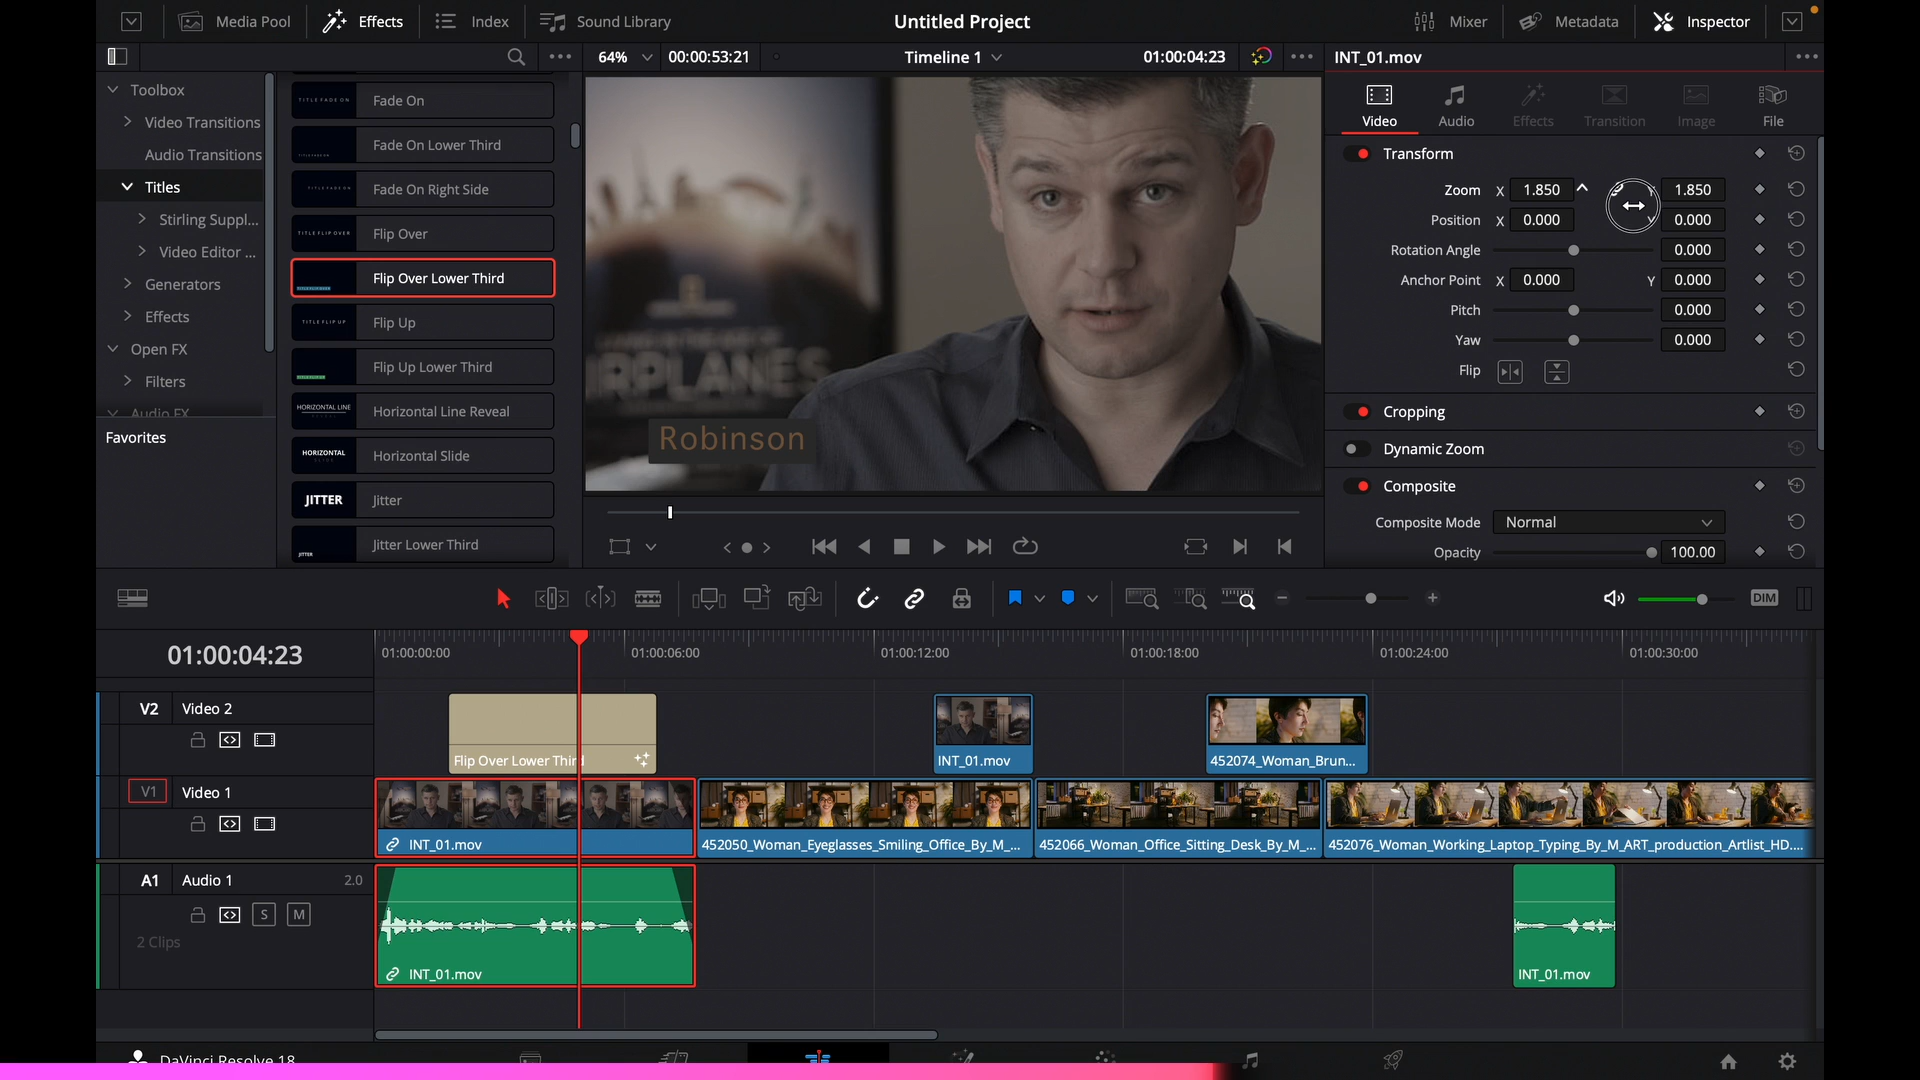 Media Pool
Effects
Index
Sound Library
Untitled Project
Mixer
Metadata
Inspector
64%
00:00:53:21
Timeline 1
01:00:04:23
INT_01.mov
Toolbox
Video Transitions
Audio Transitions
Titles
Stirling Suppl...
Video Editor ...
Generators
Effects
Open FX
Filters
Audio FX
Favorites
TITLE FADE ON
Fade On
Fade On Lower Third
Fade On Right Side
TITLE FLIP OVER
Flip Over
Flip Over Lower Third
TITLE FLIP UP
Flip Up
Flip Up Lower Third
HORIZONTAL LINE
Horizontal Line Reveal
HORIZONTAL
SLIDE
Horizontal Slide
JITTER
Jitter
JITTER
Jitter Lower Third
IRPLANES
Robinson
Video
Audio
Effects
Transition
Image
File
Transform
Zoom X 1.850 Y 1.850
Position X 0.000 Y 0.000
Rotation Angle 0.000
Anchor Point X 0.000 Y 0.000
Pitch 0.000
Yaw 0.000
Flip
Cropping
Dynamic Zoom
Composite
Composite Mode Normal
Opacity 100.00
DIM
01:00:04:23
01:00:00:00
01:00:06:00
01:00:12:00
01:00:18:00
01:00:24:00
01:00:30:00
V2 Video 2
Flip Over Lower Third
INT_01.mov
452074_Woman_Brun...
V1 Video 1
INT_01.mov
452050_Woman_Eyeglasses_Smiling_Office_By_M_...
452066_Woman_Office_Sitting_Desk_By_M_...
452076_Woman_Working_Laptop_Typing_By_M_ART_production_Artlist_HD....
A1 Audio 1 2.0
S M
2 Clips
INT_01.mov
INT_01.mov
DaVinci Resolve 18